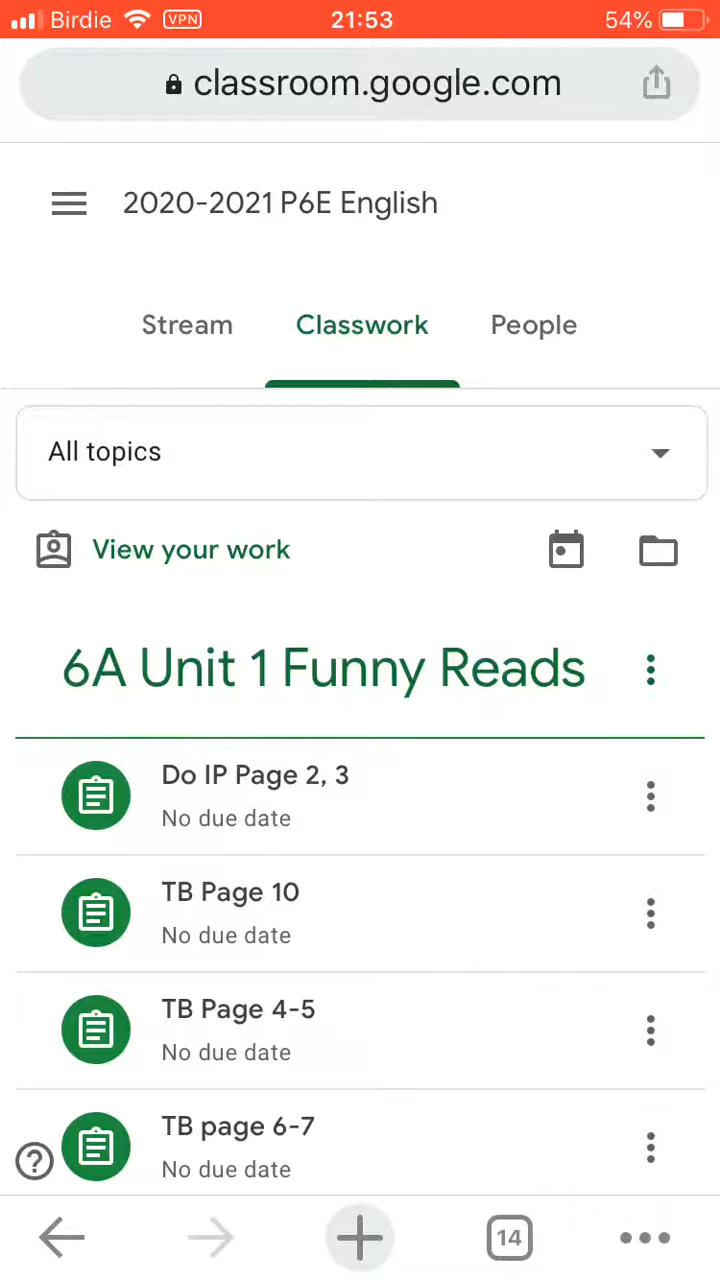 Birdie VPN 21:53 54%
classroom.google.com
2020-2021 P6E English
Stream Classwork People
All topics
View your work
6A Unit 1 Funny Reads
Do IP Page 2, 3
No due date
TB Page 10
No due date
TB Page 4-5
No due date
TB page 6-7
No due date
14